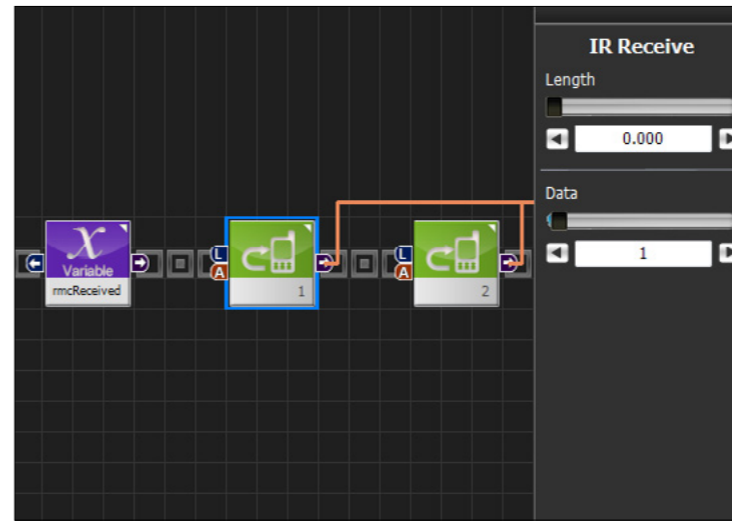 IR Receive
Length
0.000
Data
1
X
Variable
rmcReceived
L
A
1
L
A
2